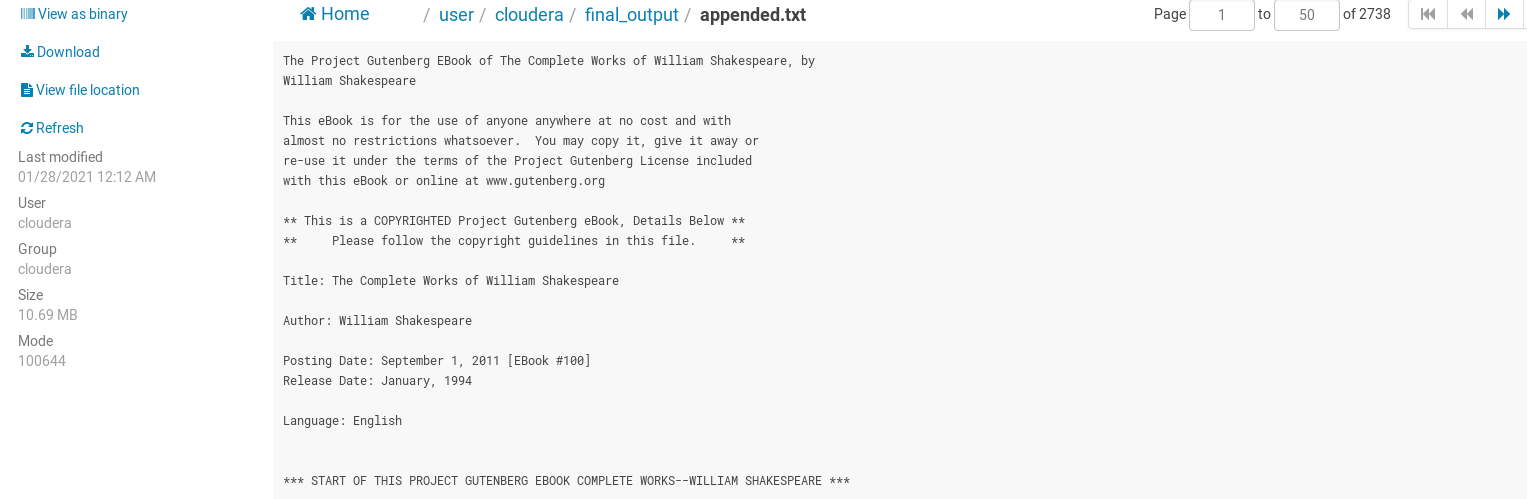 View as binary
Download
View file location
Refresh
Last modified
01/28/2021 12:12 AM
User
cloudera
Group
cloudera
Size
10.69 MB
Mode
100644
Home / user / cloudera / final_output / appended.txt
Page 1 to 50 of 2738
The Project Gutenberg EBook of The Complete Works of William Shakespeare, by
William Shakespeare
This eBook is for the use of anyone anywhere at no cost and with
almost no restrictions whatsoever.  You may copy it, give it away or
re-use it under the terms of the Project Gutenberg License included
with this eBook or online at www.gutenberg.org
** This is a COPYRIGHTED Project Gutenberg eBook, Details Below **
**     Please follow the copyright guidelines in this file.     **
Title: The Complete Works of William Shakespeare
Author: William Shakespeare
Posting Date: September 1, 2011 [EBook #100]
Release Date: January, 1994
Language: English
*** START OF THIS PROJECT GUTENBERG EBOOK COMPLETE WORKS--WILLIAM SHAKESPEARE ***